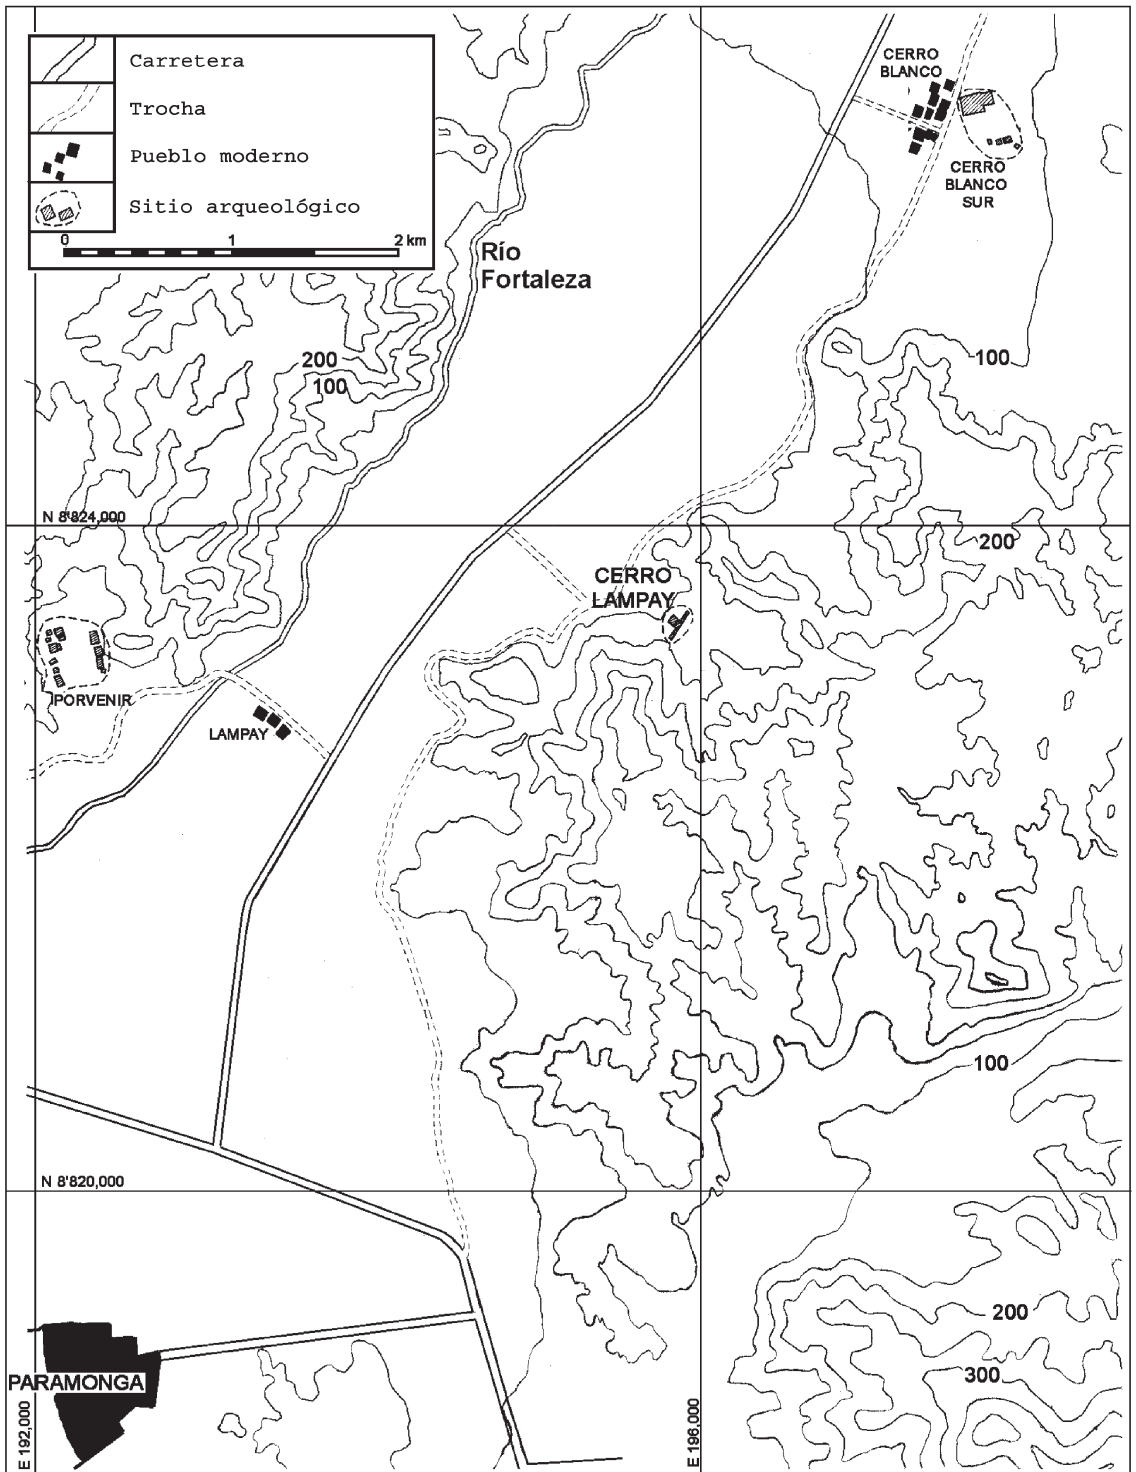 Carretera
Trocha
Pueblo moderno
Sitio arqueológico
0 1 2 km
CERRO
BLANCO
CERRO
BLANCO
SUR
Río
Fortaleza
200
100
100
N 8'824,000
200
CERRO
LAMPAY
PORVENIR
LAMPAY
100
N 8'820,000
200
300
PARAMONGA
E 192,000
E 196,000